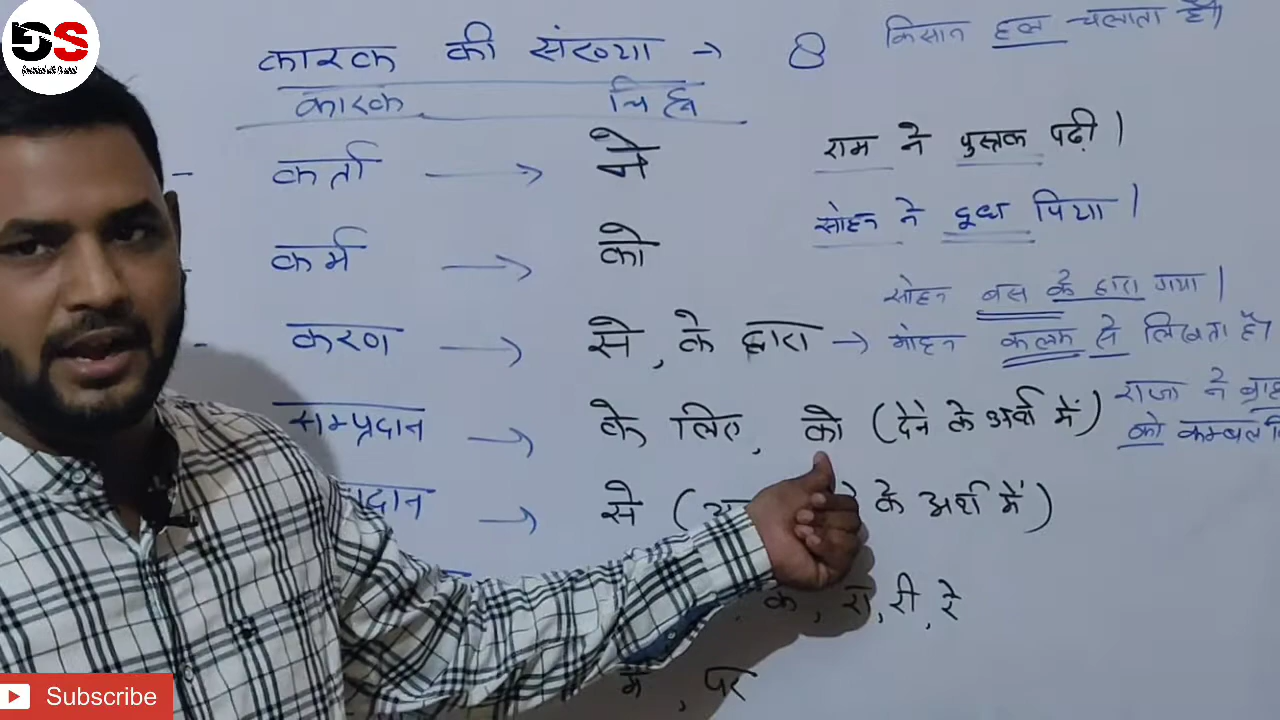 DS
कारक की संख्या → 8
किसान हल चलाता है।
कारक चिह्न
कर्ता → ने
राम ने पुस्तक पढ़ी।
सोहन ने दूध पिया।
कर्म → को
सोहन बस के द्वारा गया।
करण → से, के द्वारा → मोहन कलम से लिखता है।
सम्प्रदान → के लिए, को (देने के अर्थ में) राजा ने
को कम्बल
→ से ( के अर्थ में)
के, रा, री, रे
में, पर
Subscribe